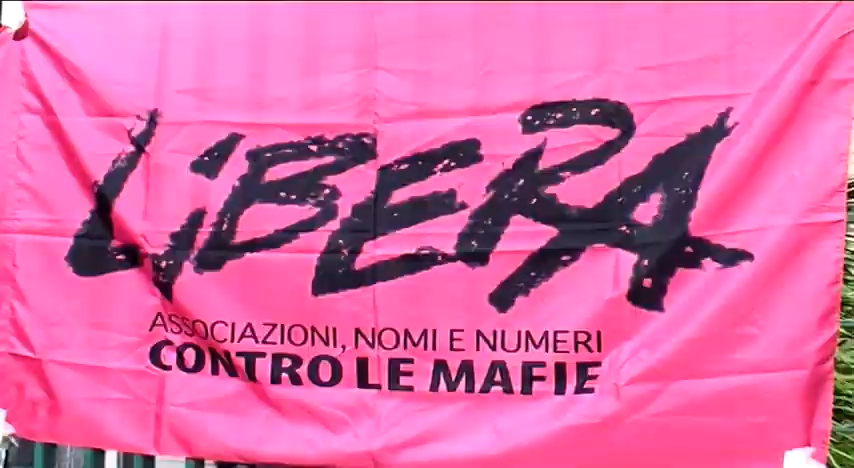 LiBERA
ASSOCIAZIONI, NOMI E NUMERI
CONTRO LE MAFIE